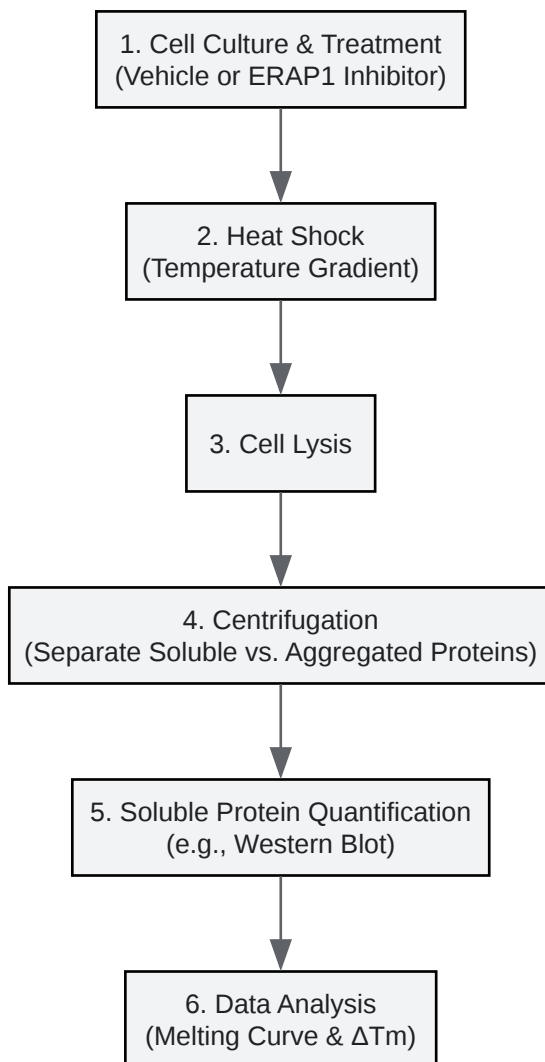 1. Cell Culture & Treatment
(Vehicle or ERAP1 Inhibitor)
2. Heat Shock
(Temperature Gradient)
3. Cell Lysis
4. Centrifugation
(Separate Soluble vs. Aggregated Proteins)
5. Soluble Protein Quantification
(e.g., Western Blot)
6. Data Analysis
(Melting Curve & ΔTm)